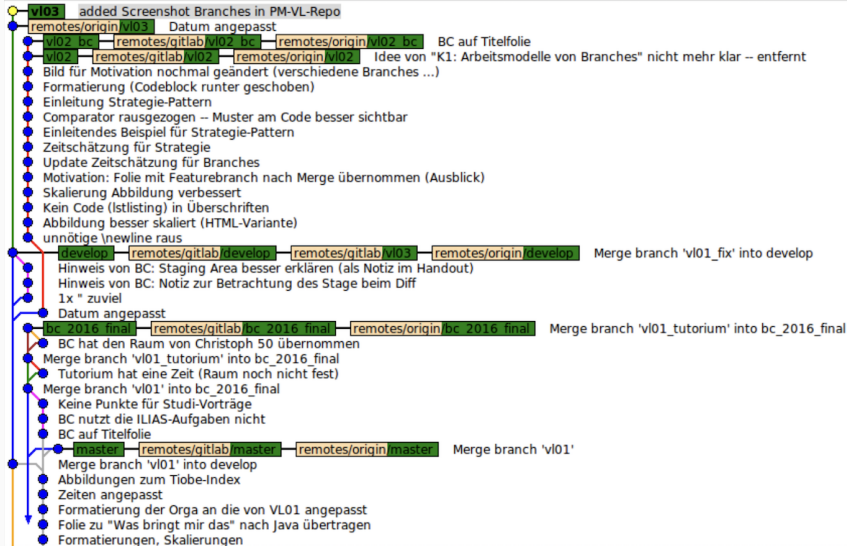 vl03 added Screenshot Branches in PM-VL-Repo
remotes/origin/vl03 Datum angepasst
vl02_bc remotes/gitlab/vl02_bc remotes/origin/vl02_bc BC auf Titelfolie
vl02 remotes/gitlab/vl02 remotes/origin/vl02 Idee von "K1: Arbeitsmodelle von Branches" nicht mehr klar -- entfernt
Bild für Motivation nochmal geändert (verschiedene Branches ...)
Formatierung (Codeblock runter geschoben)
Einleitung Strategie-Pattern
Comparator rausgezogen -- Muster am Code besser sichtbar
Einleitendes Beispiel für Strategie-Pattern
Zeitschätzung für Strategie
Update Zeitschätzung für Branches
Motivation: Folie mit Featurebranch nach Merge übernommen (Ausblick)
Skalierung Abbildung verbessert
Kein Code (lstlisting) in Überschriften
Abbildung besser skaliert (HTML-Variante)
unnötige \newline raus
develop remotes/gitlab/develop remotes/gitlab/vl03 remotes/origin/develop Merge branch 'vl01_fix' into develop
Hinweis von BC: Staging Area besser erklären (als Notiz im Handout)
Hinweis von BC: Notiz zur Betrachtung des Stage beim Diff
1x " zuviel
Datum angepasst
bc_2016_final remotes/gitlab/bc_2016_final remotes/origin/bc_2016_final Merge branch 'vl01_tutorium' into bc_2016_final
BC hat den Raum von Christoph 50 übernommen
Merge branch 'vl01_tutorium' into bc_2016_final
Tutorium hat eine Zeit (Raum noch nicht fest)
Merge branch 'vl01' into bc_2016_final
Keine Punkte für Studi-Vorträge
BC nutzt die ILIAS-Aufgaben nicht
BC auf Titelfolie
master remotes/gitlab/master remotes/origin/master Merge branch 'vl01'
Merge branch 'vl01' into develop
Abbildungen zum Tiobe-Index
Zeiten angepasst
Formatierung der Orga an die von VL01 angepasst
Folie zu "Was bringt mir das" nach Java übertragen
Formatierungen, Skalierungen